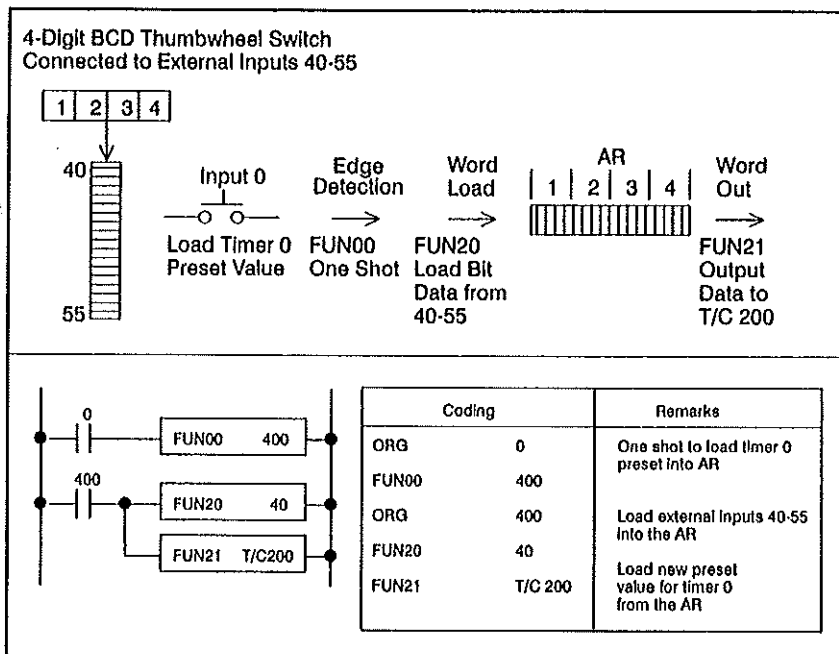 4-Digit BCD Thumbwheel Switch
Connected to External Inputs 40-55
1 2 3 4
40
55
Input 0
Load Timer 0
Preset Value
Edge
Detection
FUN00
One Shot
Word
Load
FUN20
Load Bit
Data from
40-55
AR
1 2 3 4
Word
Out
FUN21
Output
Data to
T/C 200
0
FUN00 400
400
FUN20 40
FUN21 T/C200
Coding Remarks
ORG 0 One shot to load timer 0
preset into AR
FUN00 400
ORG 400 Load external inputs 40-55
into the AR
FUN20 40
FUN21 T/C 200 Load new preset
value for timer 0
from the AR